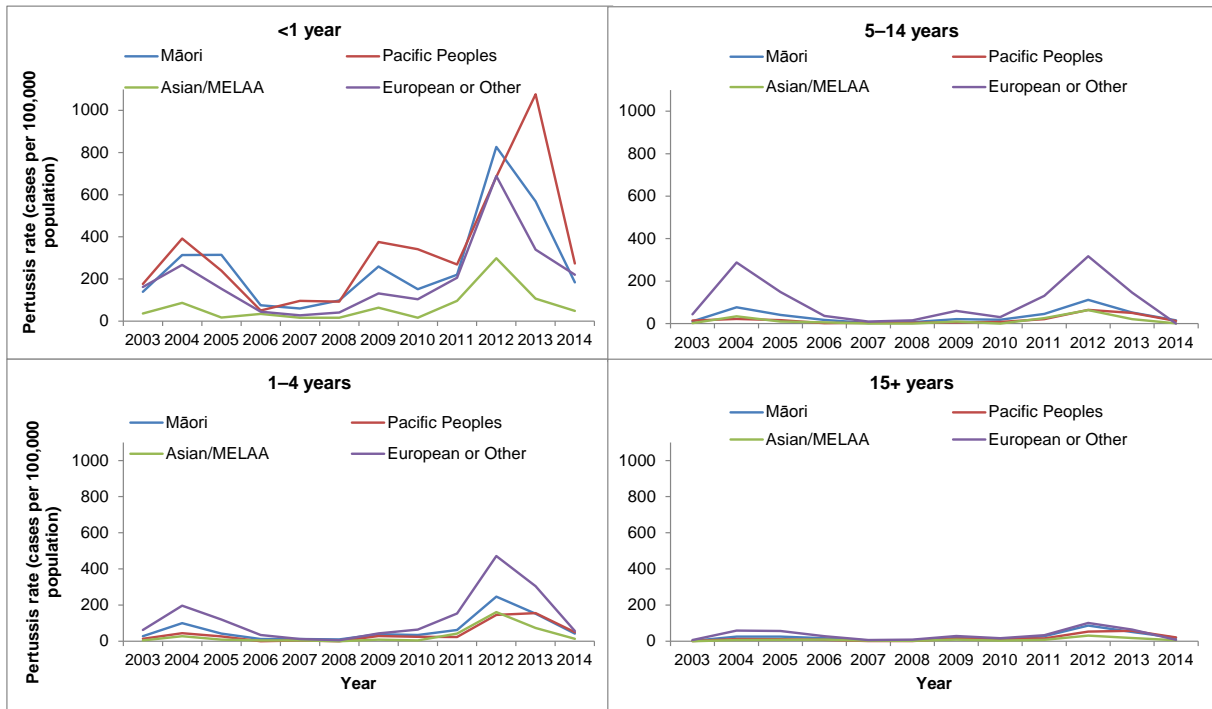 <1 year
Māori
Pacific Peoples
Asian/MELAA
European or Other
Pertussis rate (cases per 100,000
population)
1000
800
600
400
200
0
2003 2004 2005 2006 2007 2008 2009 2010 2011 2012 2013 2014
5–14 years
Māori
Pacific Peoples
Asian/MELAA
European or Other
1000
800
600
400
200
0
2003 2004 2005 2006 2007 2008 2009 2010 2011 2012 2013 2014
1–4 years
Māori
Pacific Peoples
Asian/MELAA
European or Other
Pertussis rate (cases per 100,000
population)
1000
800
600
400
200
0
2003 2004 2005 2006 2007 2008 2009 2010 2011 2012 2013 2014
Year
15+ years
Māori
Pacific Peoples
Asian/MELAA
European or Other
1000
800
600
400
200
0
2003 2004 2005 2006 2007 2008 2009 2010 2011 2012 2013 2014
Year